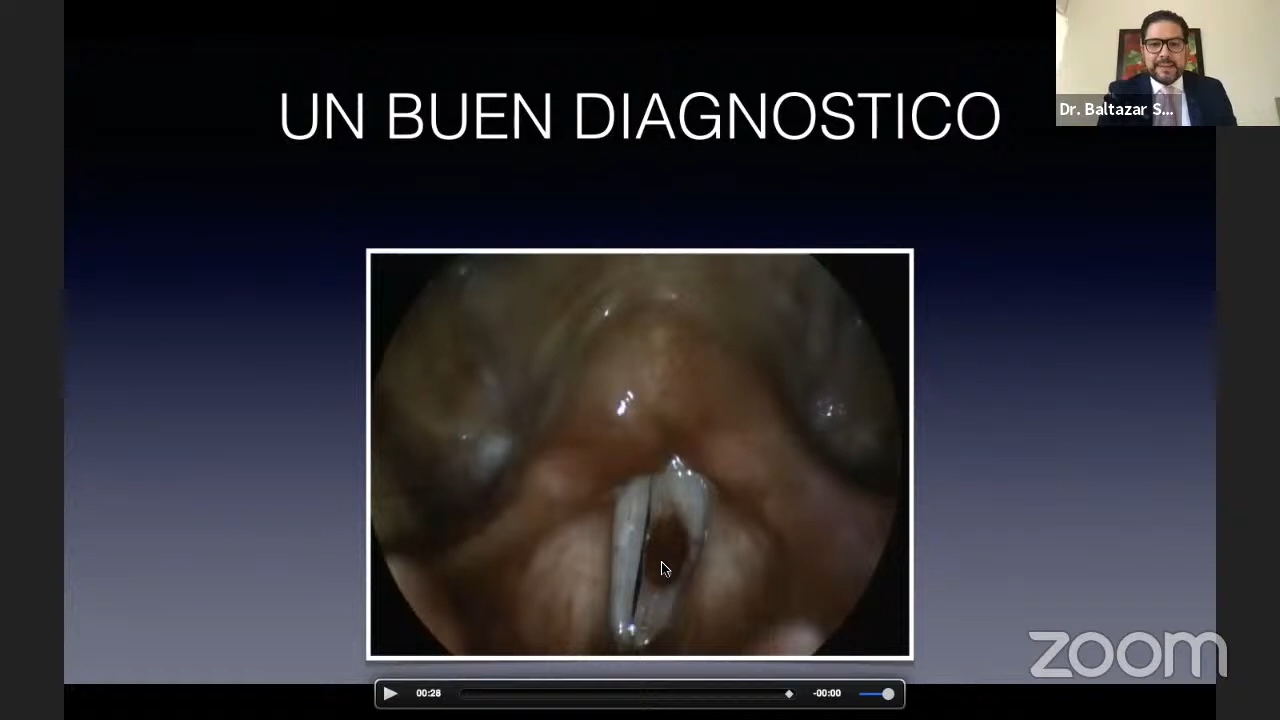 UN BUEN DIAGNOSTICO
Dr. Baltazar S...
zoom
00:28
-00:00